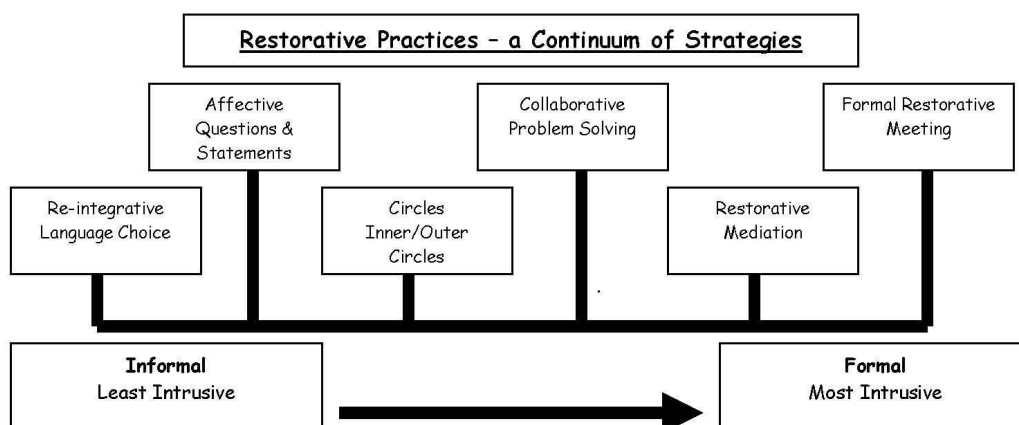 Restorative Practices – a Continuum of Strategies
Affective
Questions &
Statements
Collaborative
Problem Solving
Formal Restorative
Meeting
Re-integrative
Language Choice
Circles
Inner/Outer
Circles
Restorative
Mediation
Informal
Least Intrusive
Formal
Most Intrusive